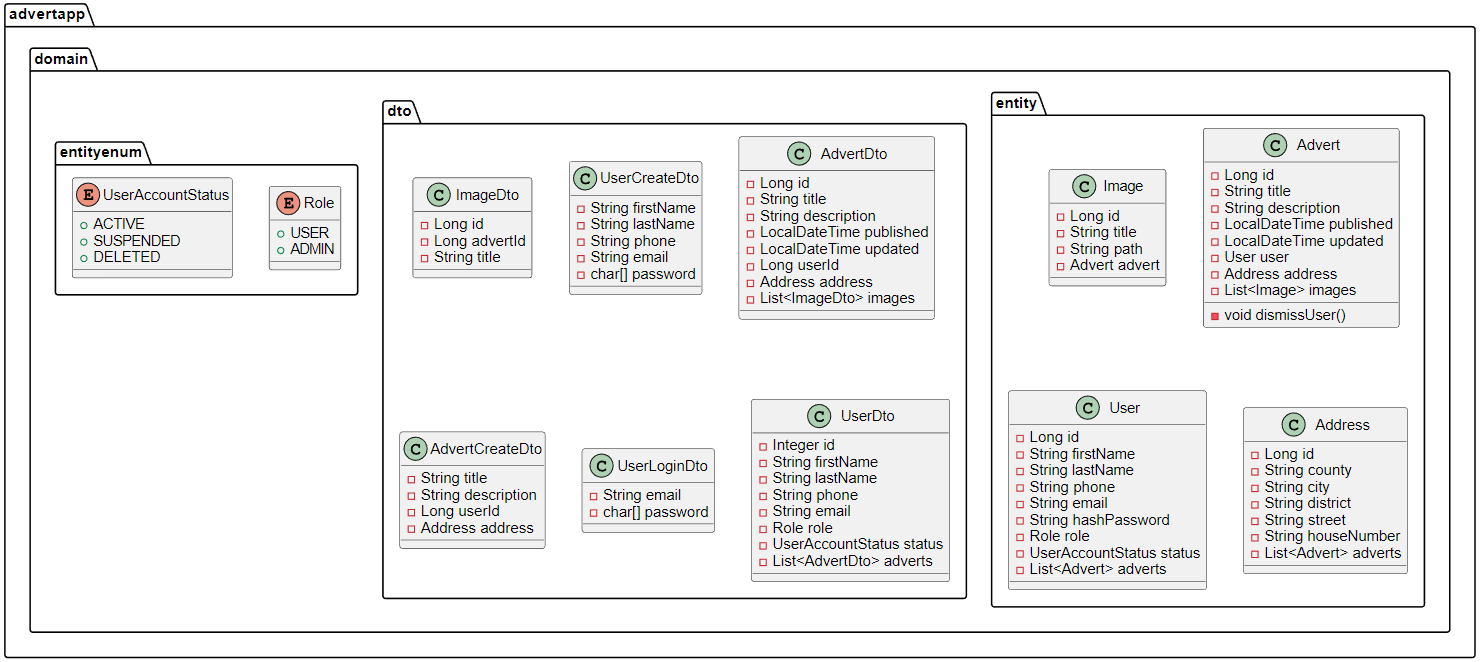 advertapp
domain
entityenum
E UserAccountStatus
ACTIVE
SUSPENDED
DELETED
E Role
USER
ADMIN
dto
C ImageDto
Long id
Long advertId
String title
C UserCreateDto
String firstName
String lastName
String phone
String email
char[] password
C AdvertDto
Long id
String title
String description
LocalDateTime published
LocalDateTime updated
Long userId
Address address
List<ImageDto> images
C AdvertCreateDto
String title
String description
Long userId
Address address
C UserLoginDto
String email
char[] password
C UserDto
Integer id
String firstName
String lastName
String phone
String email
Role role
UserAccountStatus status
List<AdvertDto> adverts
entity
C Image
Long id
String title
String path
Advert advert
C Advert
Long id
String title
String description
LocalDateTime published
LocalDateTime updated
User user
Address address
List<Image> images
void dismissUser()
C User
Long id
String firstName
String lastName
String phone
String email
String hashPassword
Role role
UserAccountStatus status
List<Advert> adverts
C Address
Long id
String county
String city
String district
String street
String houseNumber
List<Advert> adverts